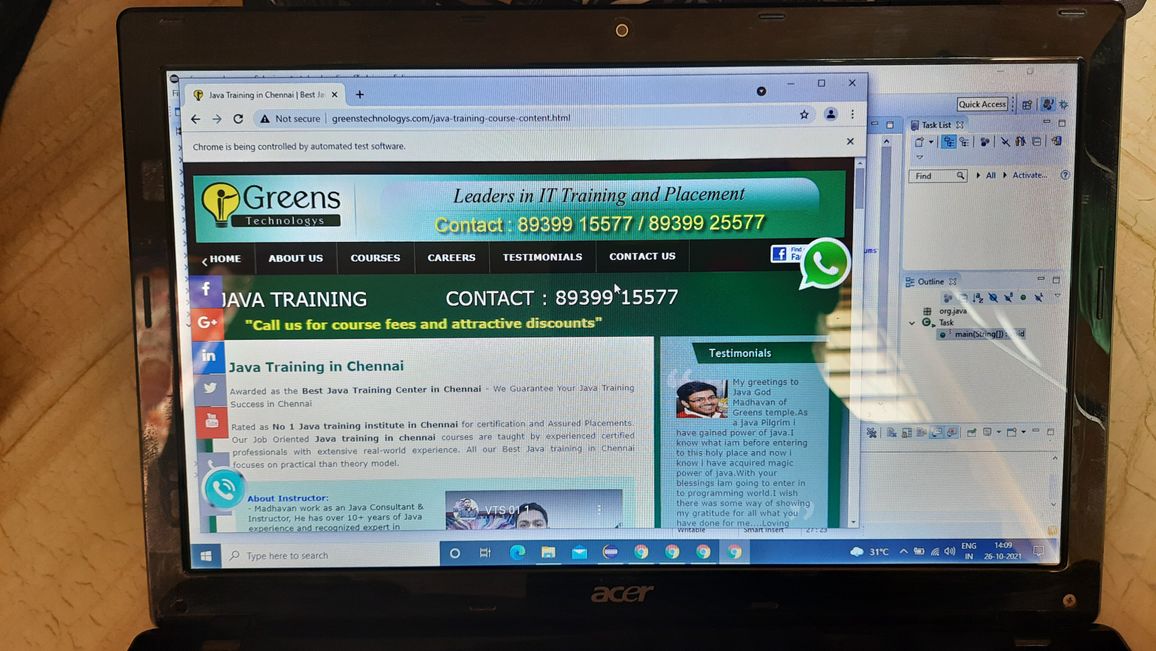 Java Training in Chennai | Best Ja
Not secure
greenstechnologys.com/java-training-course-content.html
Chrome is being controlled by automated test software.
Quick Access
Task List
Find
All
Activate...
Greens
Technologys
Leaders in IT Training and Placement
Contact : 89399 15577 / 89399 25577
HOME
ABOUT US
COURSES
CAREERS
TESTIMONIALS
CONTACT US
Find
Fa
JAVA TRAINING
CONTACT : 89399 15577
"Call us for course fees and attractive discounts"
f
G+
in
You
Java Training in Chennai
Awarded as the Best Java Training Center in Chennai - We Guarantee Your Java Training
Success in Chennai
Rated as No 1 Java training institute in Chennai for certification and Assured Placements.
Our Job Oriented Java training in chennai courses are taught by experienced certified
professionals with extensive real-world experience. All our Best Java training in Chennai
focuses on practical than theory model.
About Instructor:
- Madhavan work as an Java Consultant &
Instructor, He has over 10+ years of Java
experience and recognized expert in
VTS 01 1
Testimonials
My greetings to
Java God
Madhavan of
Greens temple.As
a Java Pilgrim i
have gained power of java.I
know what iam before entering
to this holy place and now i
know i have acquired magic
power of java.With your
blessings Iam going to enter in
to programming world.I wish
there was some way of showing
my gratitude for all what you
have done for me....Loving
Outline
org.java
Task
main(String[]) :
Writable
Smart Insert
27 : 23
Type here to search
31°C
ENG
IN
14:09
26-10-2021
acer